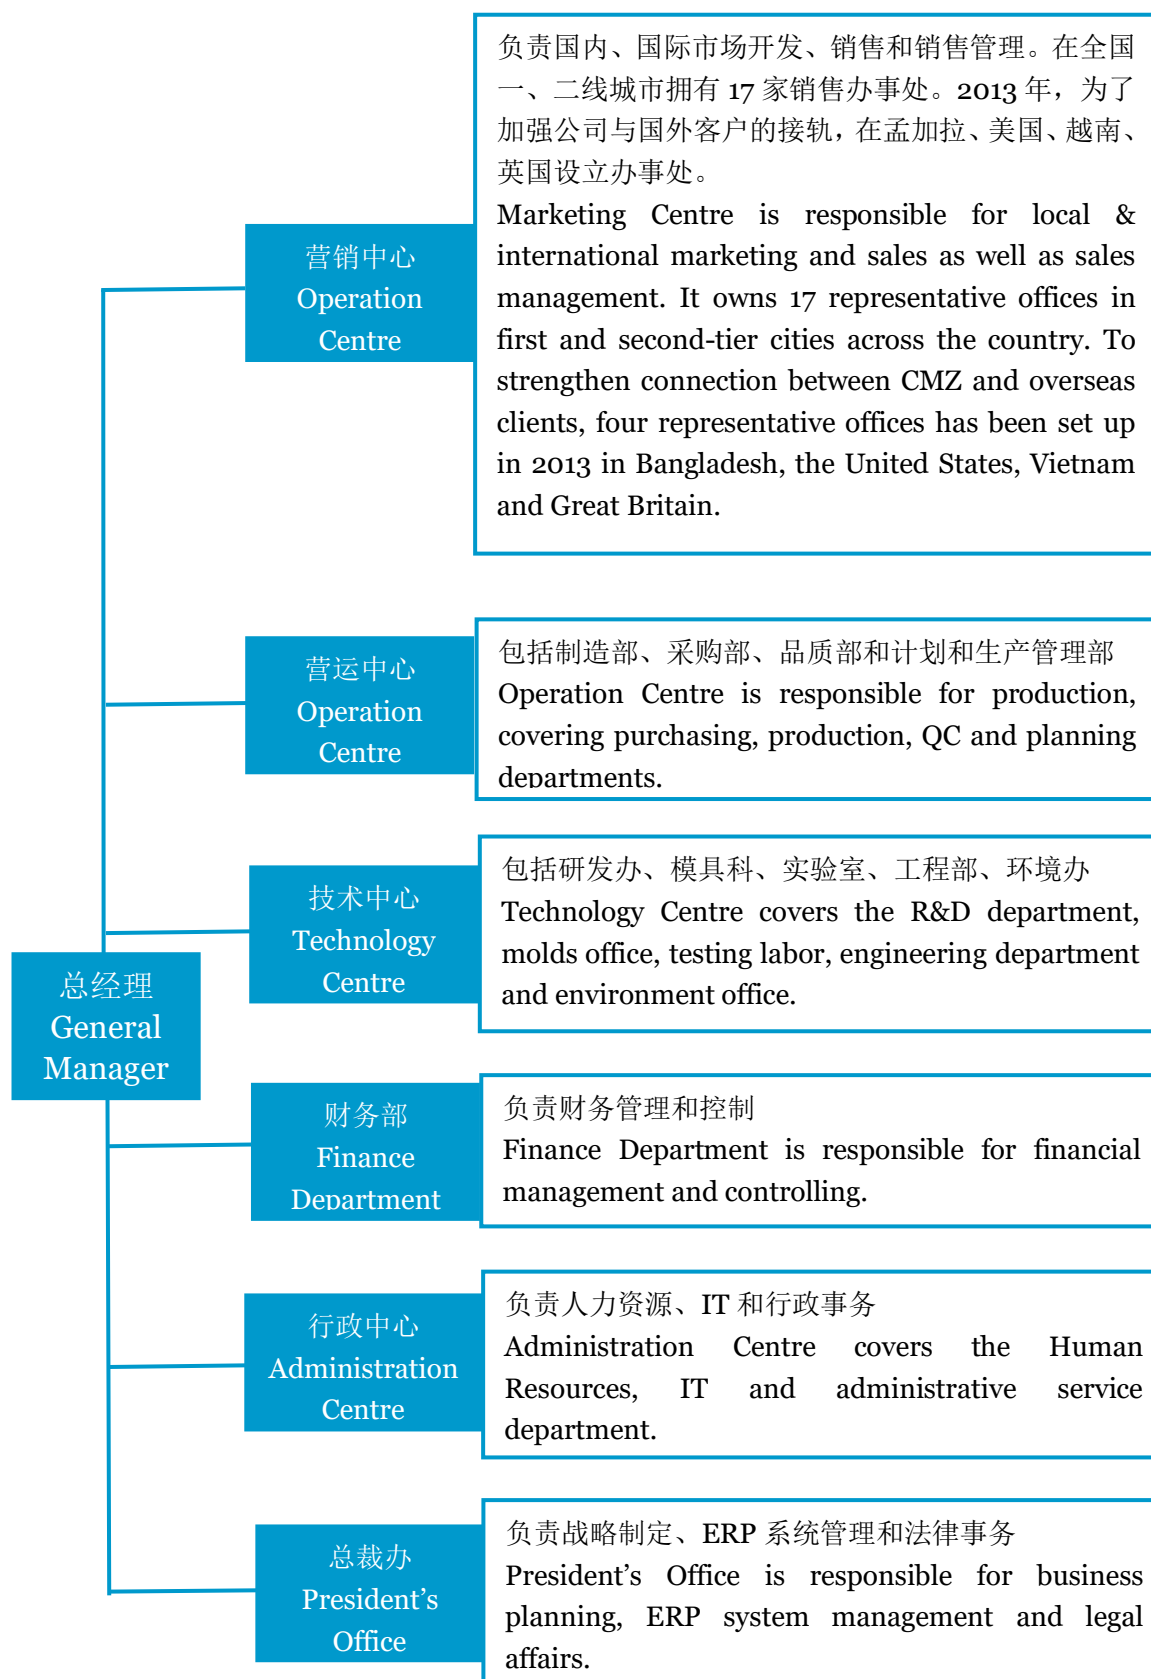 负责国内、国际市场开发、销售和销售管理。在全国
一、二线城市拥有 17 家销售办事处。2013 年，为了
加强公司与国外客户的接轨，在孟加拉、美国、越南、
英国设立办事处。
Marketing Centre is responsible for local &
international marketing and sales as well as sales
management. It owns 17 representative offices in
first and second-tier cities across the country. To
strengthen connection between CMZ and overseas
clients, four representative offices has been set up
in 2013 in Bangladesh, the United States, Vietnam
and Great Britain.
营销中心
Operation
Centre
包括制造部、采购部、品质部和计划和生产管理部
Operation Centre is responsible for production,
covering purchasing, production, QC and planning
departments.
营运中心
Operation
Centre
包括研发办、模具科、实验室、工程部、环境办
Technology Centre covers the R&D department,
molds office, testing labor, engineering department
and environment office.
技术中心
Technology
Centre
总经理
General
Manager
负责财务管理和控制
Finance Department is responsible for financial
management and controlling.
财务部
Finance
Department
负责人力资源、IT 和行政事务
Administration Centre covers the Human
Resources, IT and administrative service
department.
行政中心
Administration
Centre
负责战略制定、ERP 系统管理和法律事务
President’s Office is responsible for business
planning, ERP system management and legal
affairs.
总裁办
President’s
Office